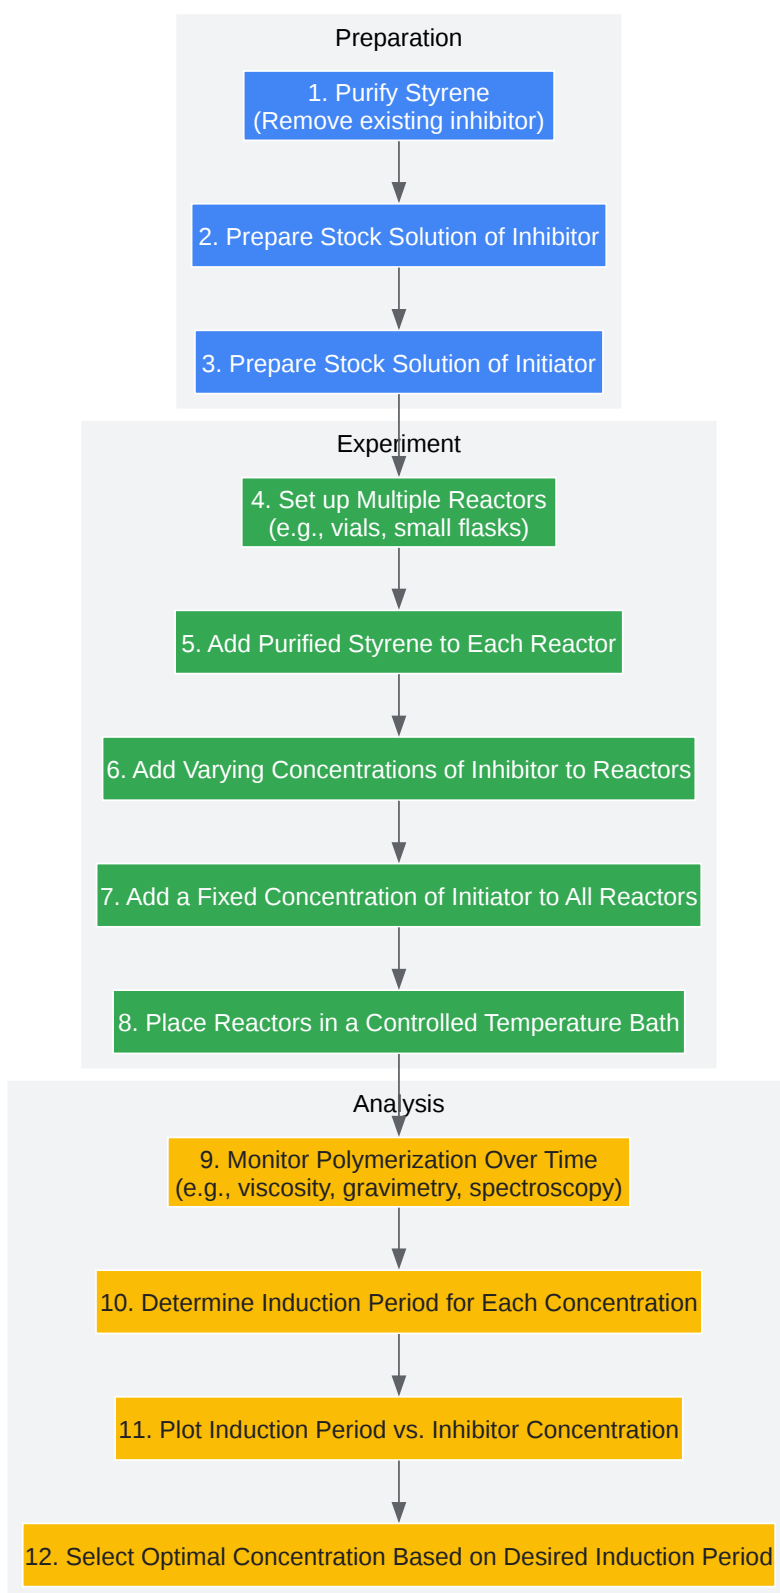 Preparation
1. Purify Styrene
(Remove existing inhibitor)
2. Prepare Stock Solution of Inhibitor
3. Prepare Stock Solution of Initiator
Experiment
4. Set up Multiple Reactors
(e.g., vials, small flasks)
5. Add Purified Styrene to Each Reactor
6. Add Varying Concentrations of Inhibitor to Reactors
7. Add a Fixed Concentration of Initiator to All Reactors
8. Place Reactors in a Controlled Temperature Bath
Analysis
9. Monitor Polymerization Over Time
(e.g., viscosity, gravimetry, spectroscopy)
10. Determine Induction Period for Each Concentration
11. Plot Induction Period vs. Inhibitor Concentration
12. Select Optimal Concentration Based on Desired Induction Period